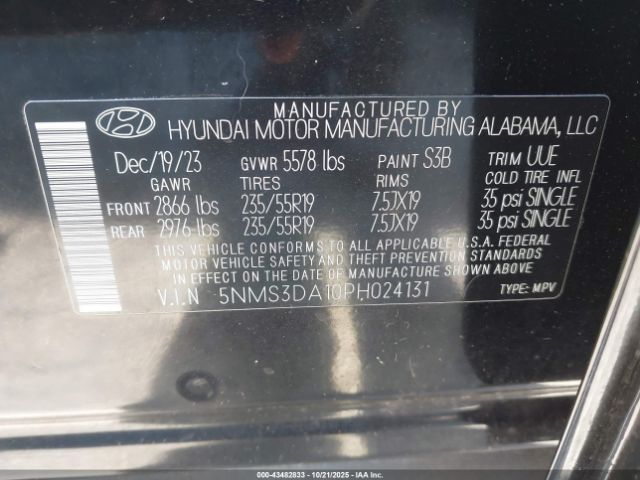 MANUFACTURED BY
HYUNDAI MOTOR MANUFACTURING ALABAMA, LLC
Dec/19/23 GVWR 5578 lbs PAINT S3B TRIM UUE
GAWR TIRES RIMS COLD TIRE INFL
FRONT 2866 lbs 235/55R19 7.5JX19 35 psi SINGLE
REAR 2976 lbs 235/55R19 7.5JX19 35 psi SINGLE
THIS VEHICLE CONFORMS TO ALL APPLICABLE U.S.A. FEDERAL
MOTOR VEHICLE SAFETY AND THEFT PREVENTION STANDARDS
IN EFFECT ON THE DATE OF MANUFACTURE SHOWN ABOVE.
V.I.N 5NMS3DA10PH024131 TYPE: MPV
000-43482833 - 10/21/2025 - © IAA, LLC